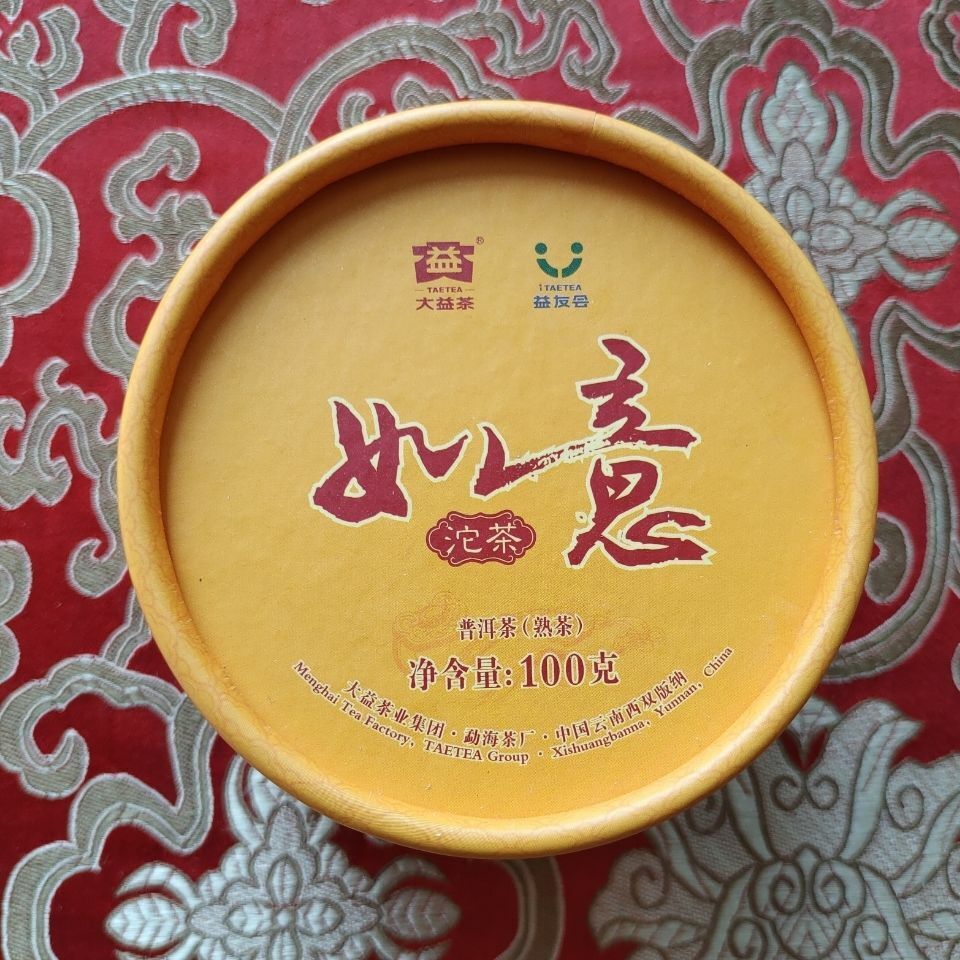 益®
TAETEA
大益茶
iTAETEA
益友会
如意
沱茶
普洱茶(熟茶)
净含量:100克
大益茶业集团·勐海茶厂·中国云南西双版纳
Menghai Tea Factory, TAETEA Group · Xishuangbanna, Yunnan, China